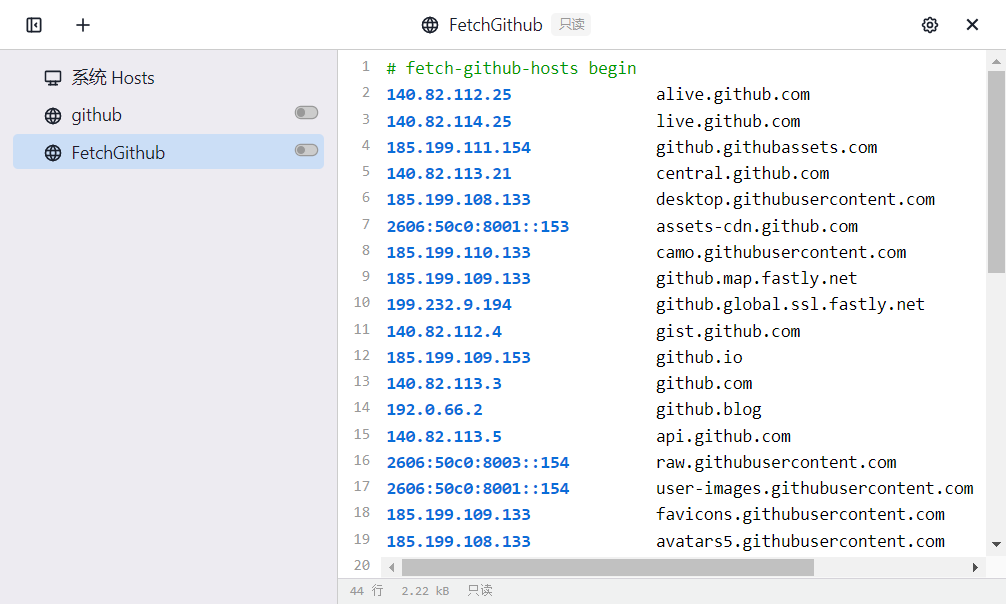 FetchGithub 只读
系统 Hosts
github
FetchGithub
1 # fetch-github-hosts begin
2 140.82.112.25 alive.github.com
3 140.82.114.25 live.github.com
4 185.199.111.154 github.githubassets.com
5 140.82.113.21 central.github.com
6 185.199.108.133 desktop.githubusercontent.com
7 2606:50c0:8001::153 assets-cdn.github.com
8 185.199.110.133 camo.githubusercontent.com
9 185.199.109.133 github.map.fastly.net
10 199.232.9.194 github.global.ssl.fastly.net
11 140.82.112.4 gist.github.com
12 185.199.109.153 github.io
13 140.82.113.3 github.com
14 192.0.66.2 github.blog
15 140.82.113.5 api.github.com
16 2606:50c0:8003::154 raw.githubusercontent.com
17 2606:50c0:8001::154 user-images.githubusercontent.com
18 185.199.109.133 favicons.githubusercontent.com
19 185.199.108.133 avatars5.githubusercontent.com
20
44 行 2.22 kB 只读